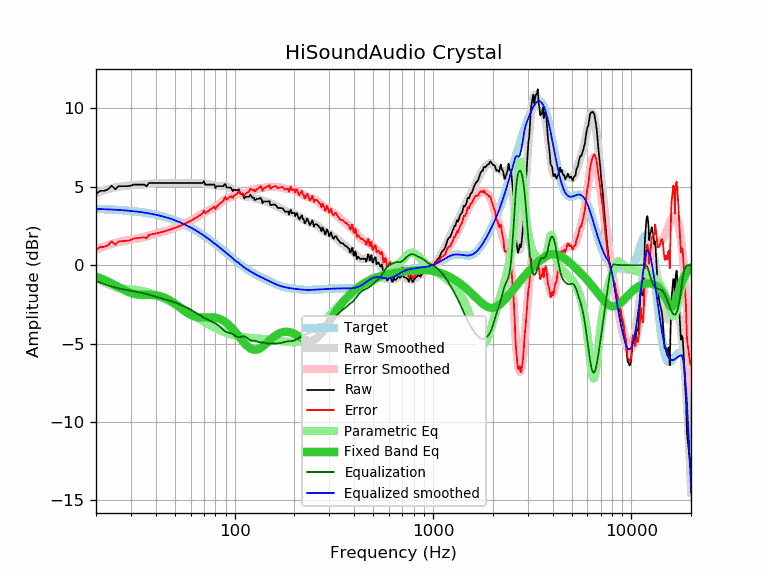 HiSoundAudio Crystal
10
5
0
−5
−10
−15
Amplitude (dBr)
Target
Raw Smoothed
Error Smoothed
Raw
Error
Parametric Eq
Fixed Band Eq
Equalization
Equalized smoothed
100
1000
10000
Frequency (Hz)